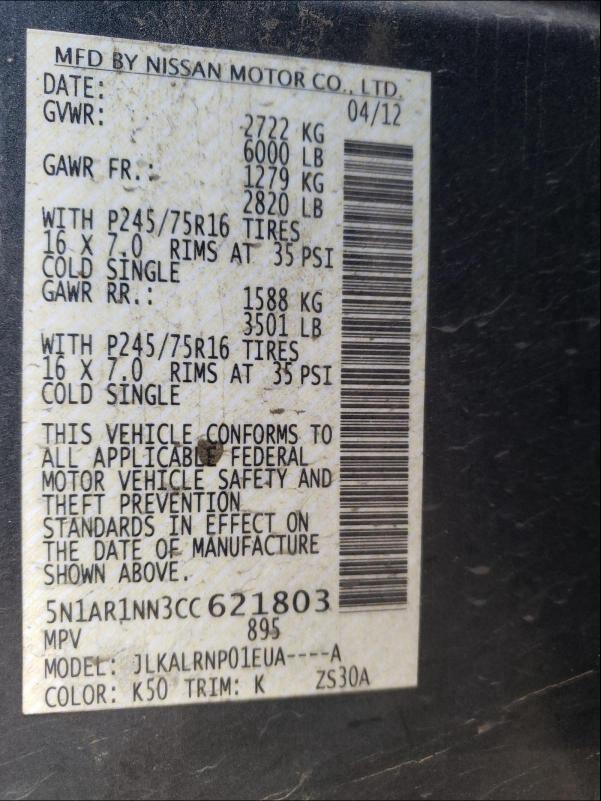 MFD BY NISSAN MOTOR CO., LTD.
DATE: 04/12
GVWR: 2722 KG
6000 LB
GAWR FR.: 1279 KG
2820 LB
WITH P245/75R16 TIRES
16 X 7.0 RIMS AT 35 PSI
COLD SINGLE
GAWR RR.: 1588 KG
3501 LB
WITH P245/75R16 TIRES
16 X 7.0 RIMS AT 35 PSI
COLD SINGLE
THIS VEHICLE CONFORMS TO
ALL APPLICABLE FEDERAL
MOTOR VEHICLE SAFETY AND
THEFT PREVENTION
STANDARDS IN EFFECT ON
THE DATE OF MANUFACTURE
SHOWN ABOVE.
5N1AR1NN3CC621803
MPV 895
MODEL: JLKALRNP01EUA----A
COLOR: K50 TRIM: K ZS30A